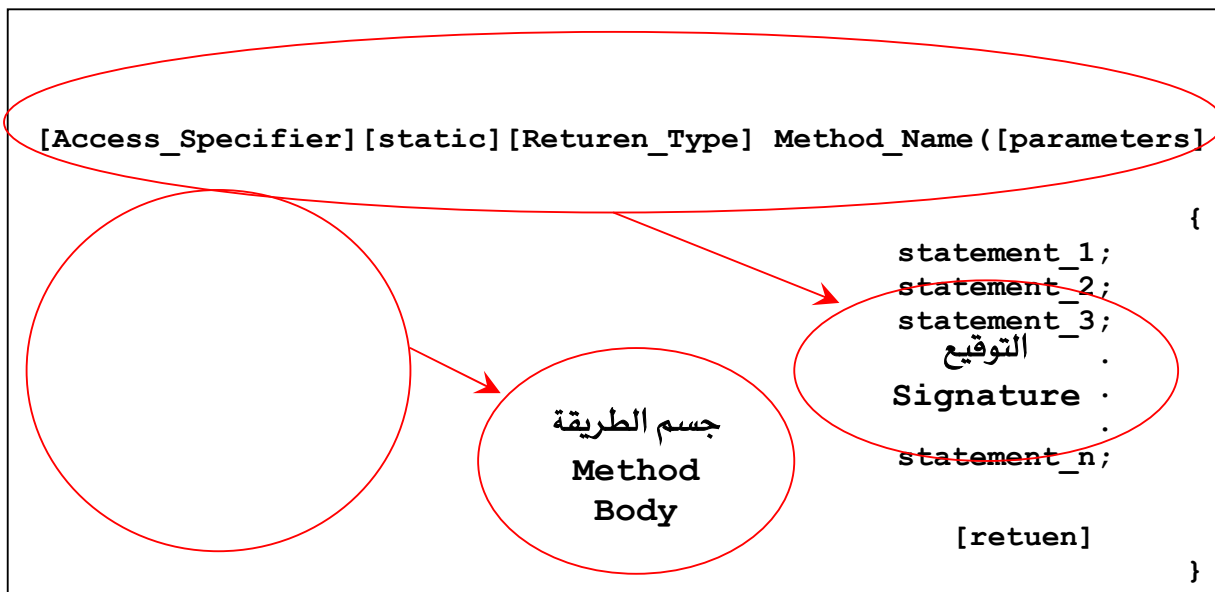 [Access_Specifier][static][Returen_Type] Method_Name([parameters]
{
statement_1;
statement_2;
statement_3;
.
.
.
statement_n;
[retuen]
}
التوقيع
Signature
جسم الطريقة
Method
Body